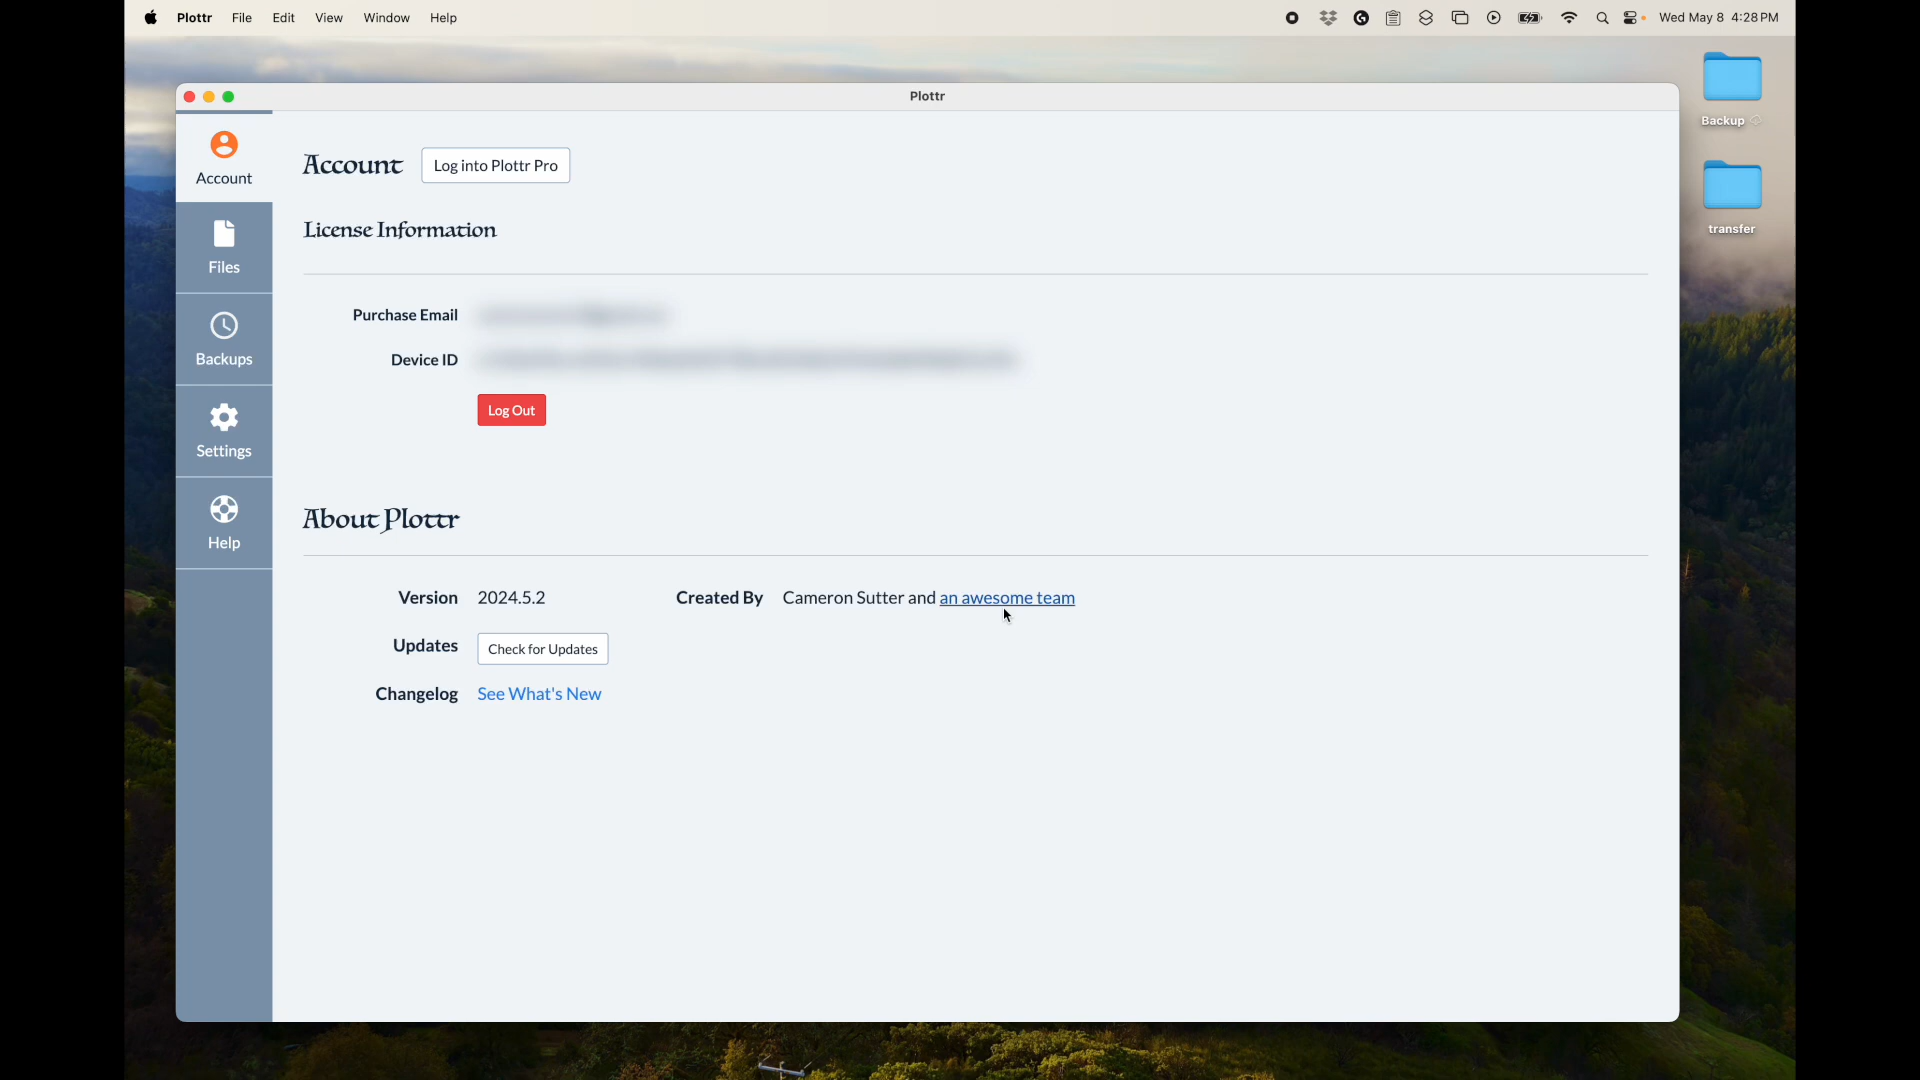 Plottr File Edit View Window Help Wed May 8 4:28 PM
Plottr
Backup
transfer
Account
Files
Backups
Settings
Help
Account Log into Plottr Pro
License Information
Purchase Email
Device ID
Log Out
About Plottr
Version 2024.5.2 Created By Cameron Sutter and an awesome team
Updates Check for Updates
Changelog See What's New